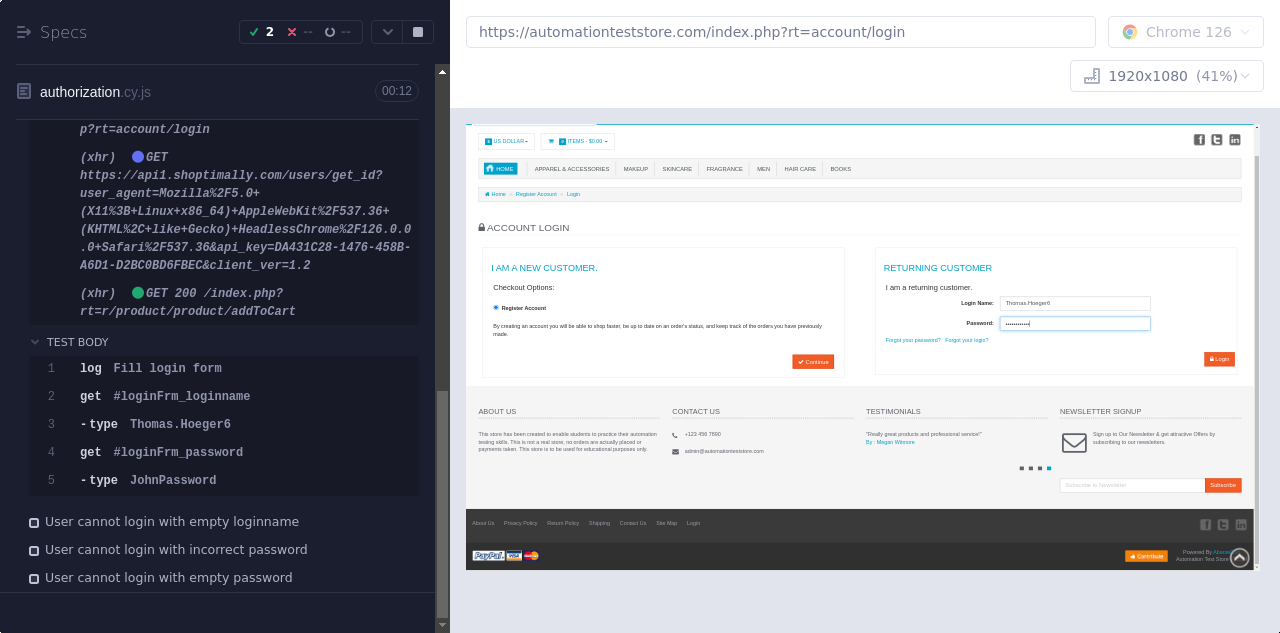 Specs
2 -- --
https://automationteststore.com/index.php?rt=account/login
Chrome 126
1920x1080 (41%)
authorization.cy.js
00:12
p?rt=account/login
(xhr) GET
https://api1.shoptimally.com/users/get_id?
user_agent=Mozilla%2F5.0+
(X11%3B+Linux+x86_64)+AppleWebKit%2F537.36+
(KHTML%2C+like+Gecko)+HeadlessChrome%2F126.0.0
.0+Safari%2F537.36&api_key=DA431C28-1476-458B-
A6D1-D2BC0BD6FBEC&client_ver=1.2
(xhr) GET 200 /index.php?
rt=r/product/product/addToCart
TEST BODY
1 log Fill login form
2 get #loginFrm_loginname
3 -type Thomas.Hoeger6
4 get #loginFrm_password
5 -type JohnPassword
User cannot login with empty loginname
User cannot login with incorrect password
User cannot login with empty password
US DOLLAR
ITEMS - $0.00
HOME APPAREL & ACCESSORIES MAKEUP SKINCARE FRAGRANCE MEN HAIR CARE BOOKS
Home Register Account Login
ACCOUNT LOGIN
I AM A NEW CUSTOMER.
Checkout Options:
Register Account
By creating an account you will be able to shop faster, be up to date on an order's status, and keep track of the orders you have previously
made.
Continue
RETURNING CUSTOMER
I am a returning customer.
Login Name: Thomas.Hoeger6
Password:
Forgot your password? Forgot your login?
Login
ABOUT US
This store has been created to enable students to practice their automation
testing skills. This is not a real store, no orders are actually placed or
payments taken. This store is to be used for educational purposes only.
CONTACT US
+123 456 7890
admin@automationteststore.com
TESTIMONIALS
"Really great products and professional service!"
By : Megan Witmore
NEWSLETTER SIGNUP
Sign up to Our Newsletter & get attractive Offers by
subscribing to our newsletters.
Subscribe to Newsletter
Subscribe
About Us Privacy Policy Return Policy Shipping Contact Us Site Map Login
PayPal VISA
Contribute
Powered By
Automation Test Store